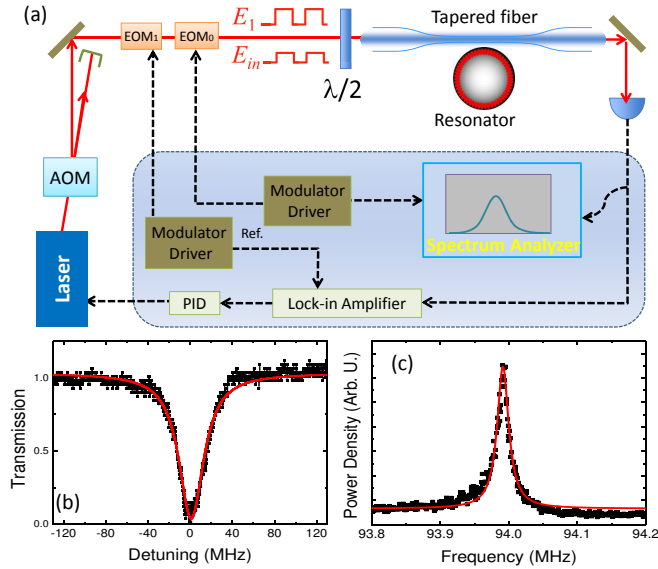 (a)
EOM₁
EOM₀
E₁
E_in
λ/2
Tapered fiber
Resonator
AOM
Laser
Modulator
Driver
Modulator
Driver
Ref.
Spectrum Analyzer
PID
Lock-in Amplifier
(b)
Transmission
1.0
0.5
0.0
-120
-80
-40
0
40
80
120
Detuning (MHz)
(c)
Power Density (Arb. U.)
93.8
93.9
94.0
94.1
94.2
Frequency (MHz)